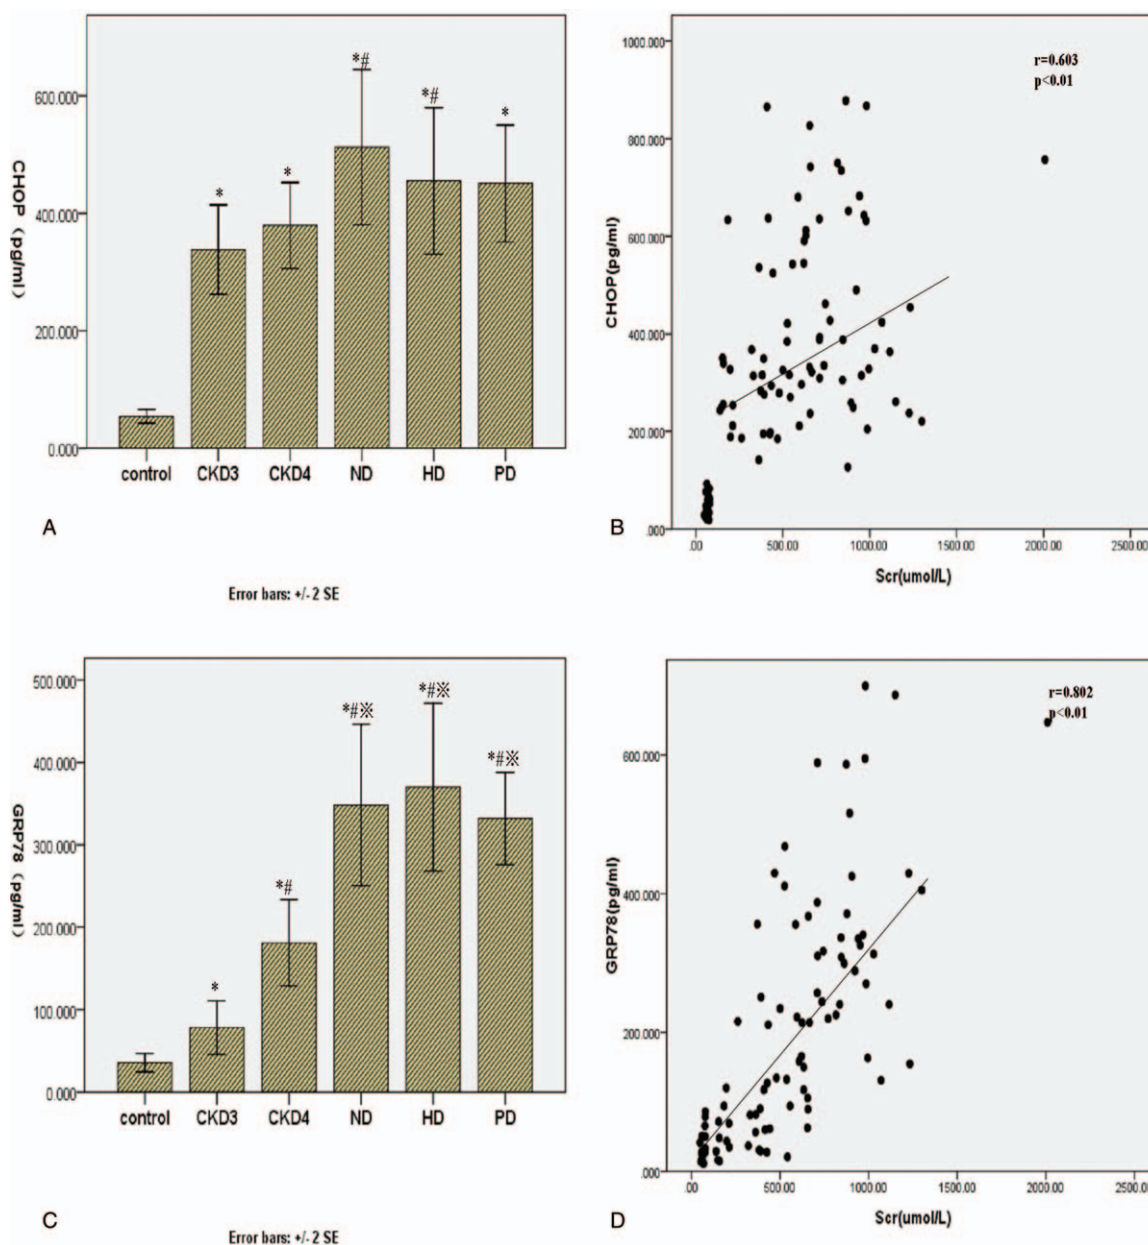 CHOP (pg/ml)
600.000
400.000
200.000
0.000
*
*
*#
*#
*
control CKD3 CKD4 ND HD PD
A
Error bars: +/- 2 SE
CHOP(pg/ml)
1000.000
800.000
600.000
400.000
200.000
.000
r=0.603
p<0.01
.00 500.00 1000.00 1500.00 2000.00 2500.00
Scr(umol/L)
B
GRP78 (pg/ml)
500.000
400.000
300.000
200.000
100.000
0.000
*
*#
*#※
*#※
*#※
control CKD3 CKD4 ND HD PD
C
Error bars: +/- 2 SE
GRP78(pg/ml)
600.000
400.000
200.000
.000
r=0.802
p<0.01
.00 500.00 1000.00 1500.00 2000.00 2500.00
Scr(umol/L)
D